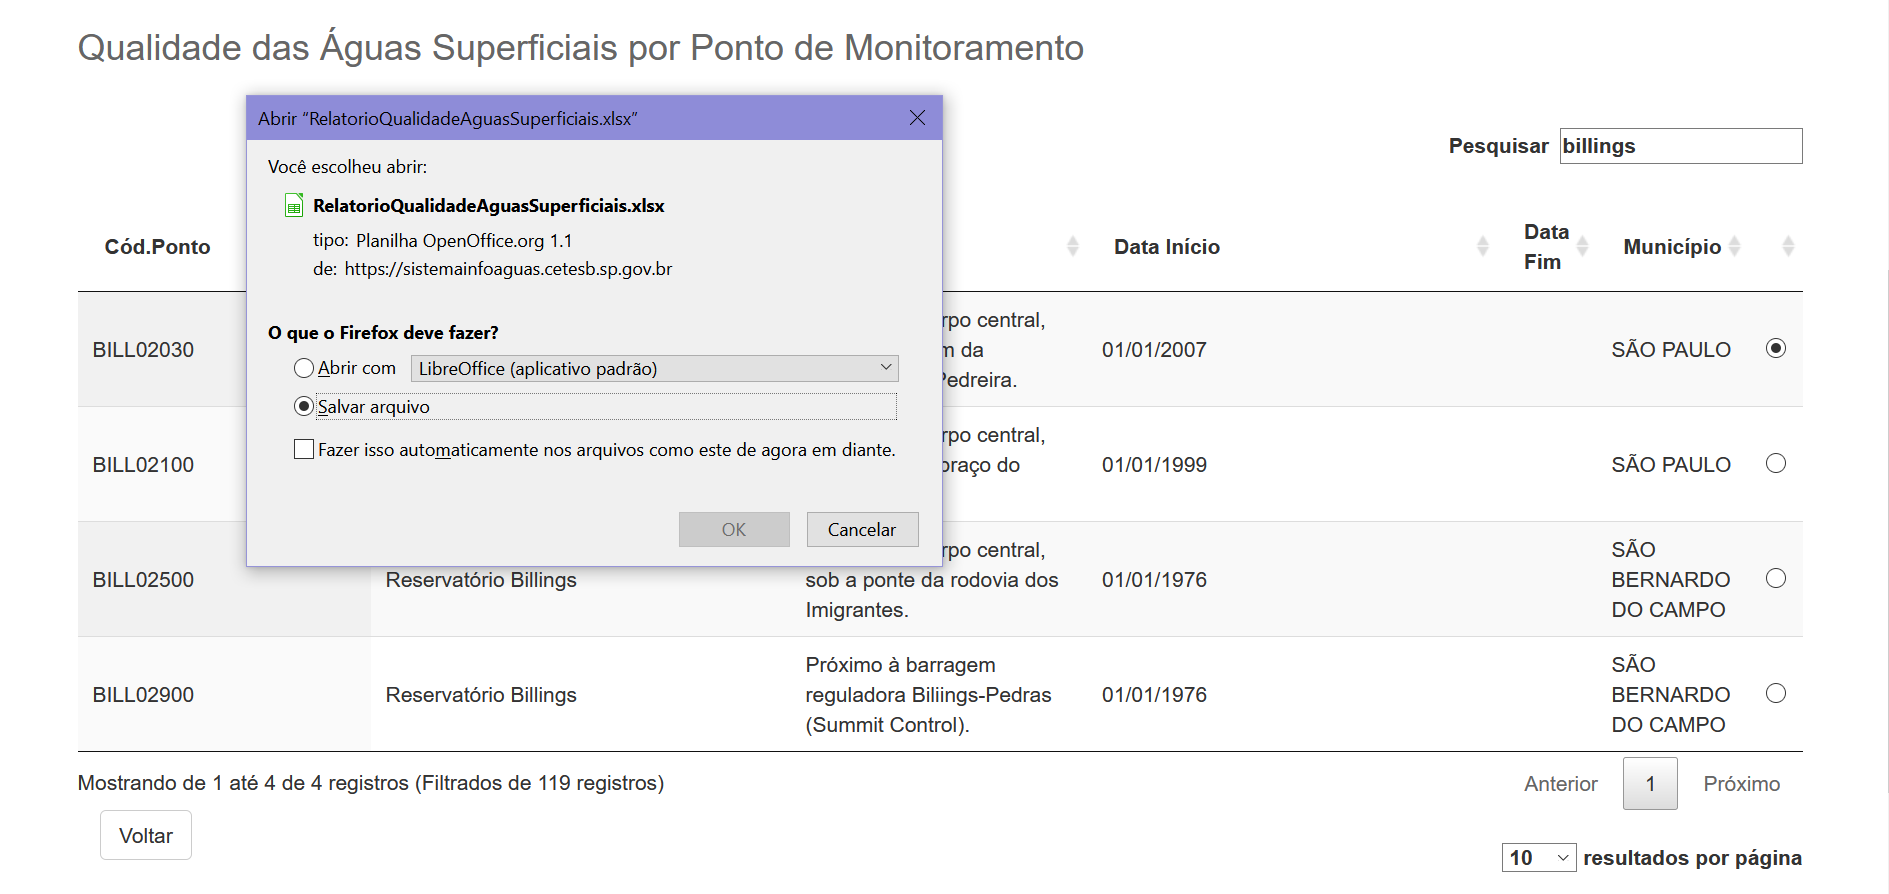 Qualidade das Águas Superficiais por Ponto de Monitoramento
Abrir “RelatorioQualidadeAguasSuperficiais.xlsx”
Você escolheu abrir:
RelatorioQualidadeAguasSuperficiais.xlsx
tipo: Planilha OpenOffice.org 1.1
de: https://sistemainfoaguas.cetesb.sp.gov.br
O que o Firefox deve fazer?
Abrir com LibreOffice (aplicativo padrão)
Salvar arquivo
Fazer isso automaticamente nos arquivos como este de agora em diante.
OK Cancelar
Pesquisar billings
Cód.Ponto Data Início Data Fim Município
BILL02030 01/01/2007 SÃO PAULO
central,
da
BILL02100 01/01/1999 SÃO PAULO
central,
do
central,
BILL02500 Reservatório Billings sob a ponte da rodovia dos 01/01/1976 SÃO BERNARDO DO CAMPO
Imigrantes.
Próximo à barragem
BILL02900 Reservatório Billings reguladora Biliings-Pedras 01/01/1976 SÃO BERNARDO DO CAMPO
(Summit Control).
Mostrando de 1 até 4 de 4 registros (Filtrados de 119 registros)
Anterior 1 Próximo
Voltar
10 resultados por página